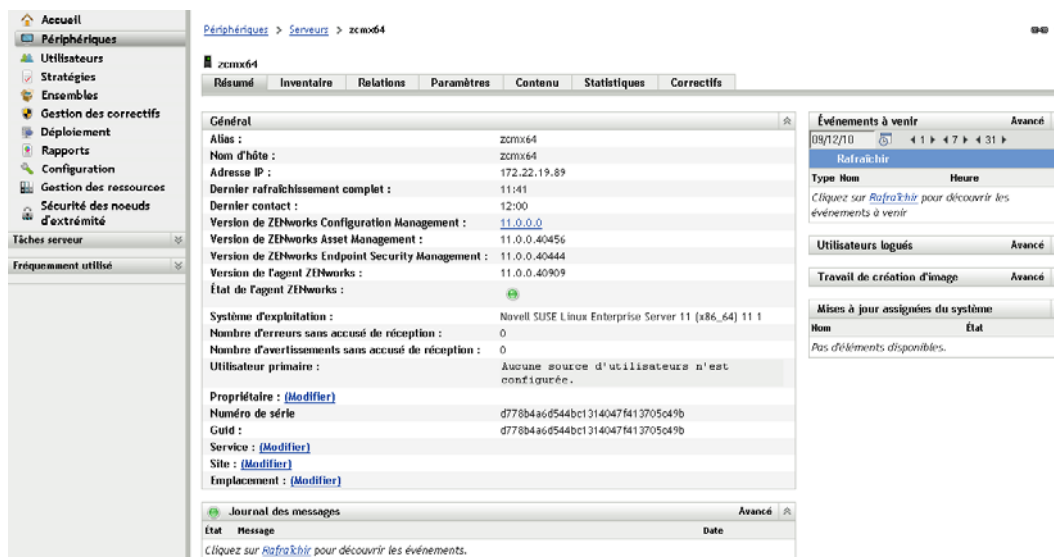 Accueil
Périphériques
Utilisateurs
Stratégies
Ensembles
Gestion des correctifs
Déploiement
Rapports
Configuration
Gestion des ressources
Sécurité des noeuds
d'extrémité
Tâches serveur
Fréquemment utilisé
Périphériques > Serveurs > zcmx64
zcmx64
Résumé Inventaire Relations Paramètres Contenu Statistiques Correctifs
Général
Alias : zcmx64
Nom d'hôte : zcmx64
Adresse IP : 172.22.19.89
Dernier rafraîchissement complet : 11:41
Dernier contact : 12:00
Version de ZENworks Configuration Management : 11.0.0.0
Version de ZENworks Asset Management : 11.0.0.40456
Version de ZENworks Endpoint Security Management : 11.0.0.40444
Version de l'agent ZENworks : 11.0.0.40909
État de l'agent ZENworks :
Système d'exploitation : Novell SUSE Linux Enterprise Server 11 (x86_64) 11 1
Nombre d'erreurs sans accusé de réception : 0
Nombre d'avertissements sans accusé de réception : 0
Utilisateur primaire : Aucune source d'utilisateurs n'est
configurée.
Propriétaire : (Modifier)
Numéro de série d778b4a6d544bc1314047f413705c49b
Guid : d778b4a6d544bc1314047f413705c49b
Service : (Modifier)
Site : (Modifier)
Emplacement : (Modifier)
Journal des messages Avancé
État Message Date
Cliquez sur Rafraîchir pour découvrir les événements.
Événements à venir Avancé
09/12/10 1 7 31
Rafraîchir
Type Nom Heure
Cliquez sur Rafraîchir pour découvrir les
événements à venir
Utilisateurs logués Avancé
Travail de création d'image Avancé
Mises à jour assignées du système
Nom État
Pas d'éléments disponibles.